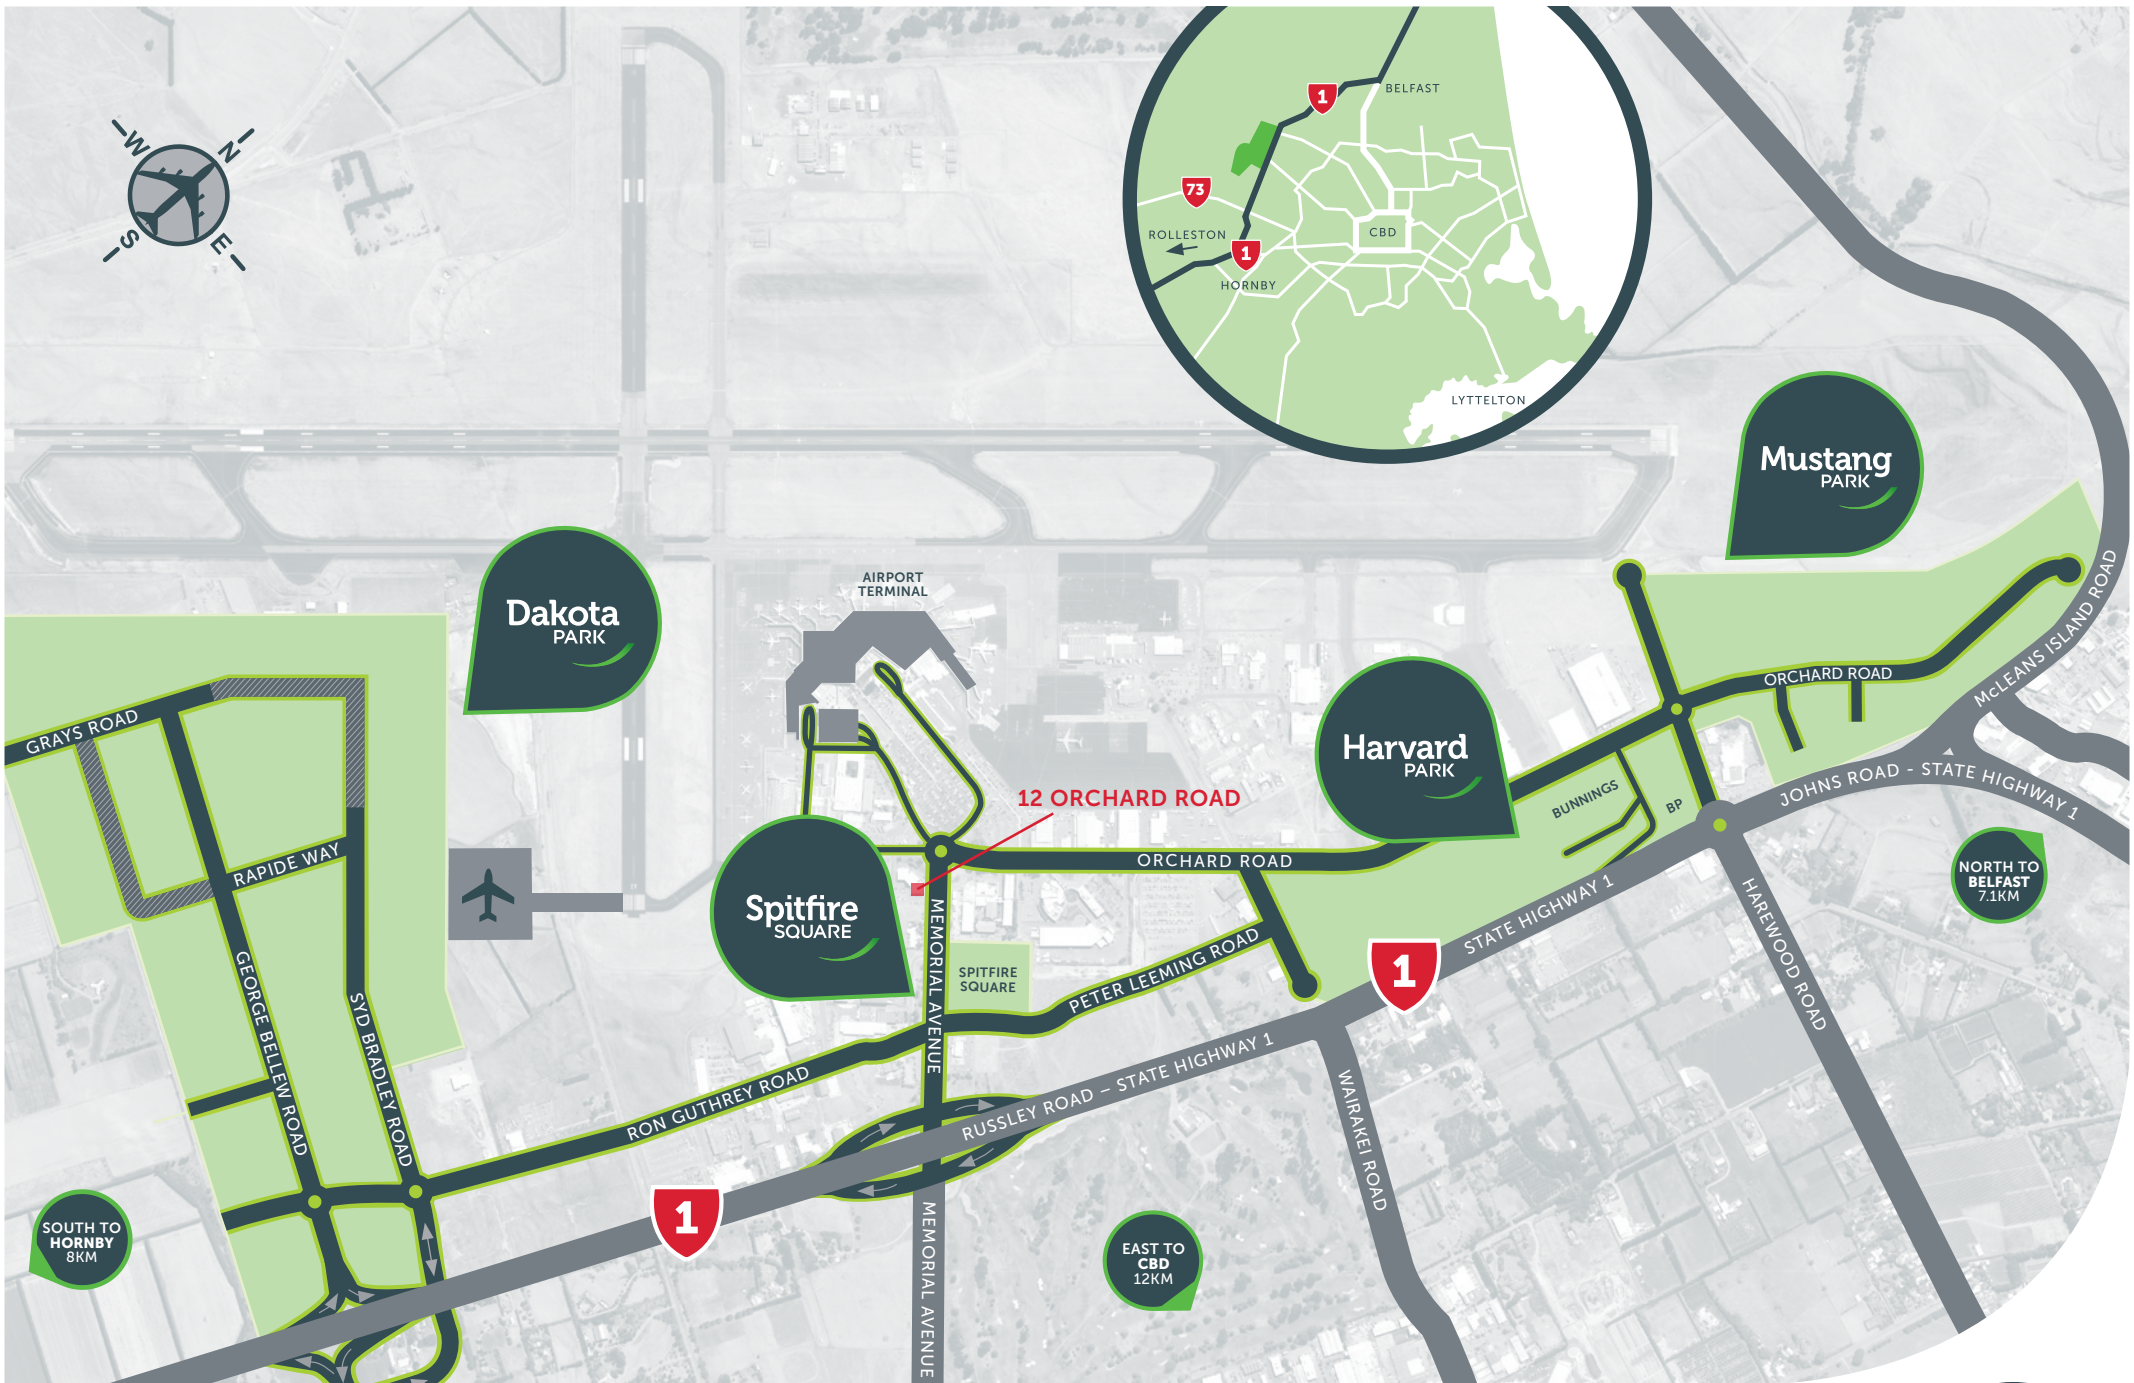 W
N
S
E
1
BELFAST
73
ROLLESTON
1
HORNBY
CBD
LYTTELTON
Mustang
PARK
Dakota
PARK
AIRPORT
TERMINAL
Harvard
PARK
12 ORCHARD ROAD
Spitfire
SQUARE
SPITFIRE
SQUARE
GRAYS ROAD
RAPIDE WAY
GEORGE BELLEW ROAD
SYD BRADLEY ROAD
RON GUTHREY ROAD
MEMORIAL AVENUE
MEMORIAL AVENUE
PETER LEEMING ROAD
ORCHARD ROAD
ORCHARD ROAD
BUNNINGS
BP
McLEANS ISLAND ROAD
JOHNS ROAD - STATE HIGHWAY 1
STATE HIGHWAY 1
RUSSLEY ROAD – STATE HIGHWAY 1
HAREWOOD ROAD
WAIRAKEI ROAD
1
1
NORTH TO
BELFAST
7.1KM
SOUTH TO
HORNBY
8KM
EAST TO
CBD
12KM